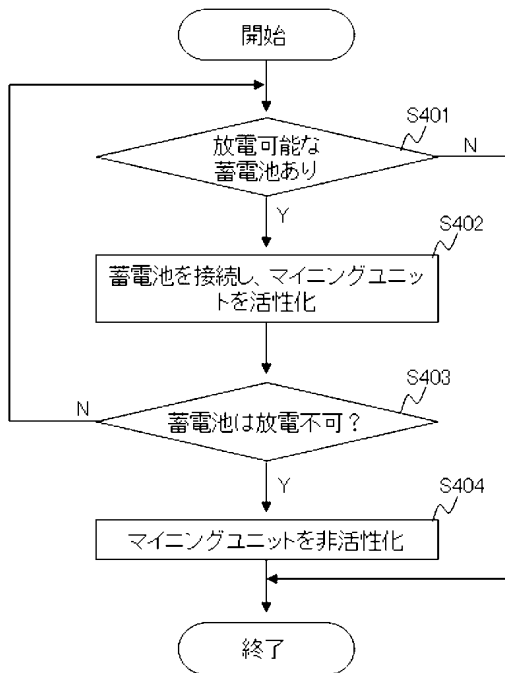 開始
S401
放電可能な
蓄電池あり
N
Y
S402
蓄電池を接続し、マイニングユニッ
トを活性化
S403
N
蓄電池は放電不可？
Y
S404
マイニングユニットを非活性化
終了